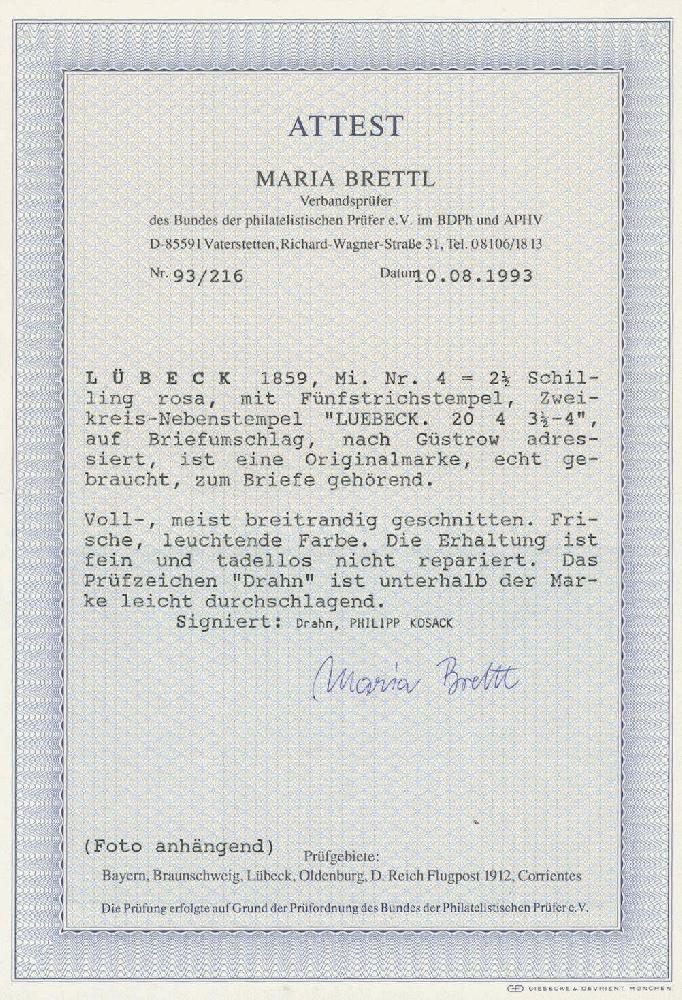 ATTEST
MARIA BRETTL
Verbandsprüfer
des Bundes der philatelistischen Prüfer e.V. im BDPh und APHV
D-85591 Vaterstetten, Richard-Wagner-Straße 31, Tel. 08106/1813
Nr. 93/216 Datum 10.08.1993
LÜBECK 1859, Mi. Nr. 4 = 2½ Schil-
ling rosa, mit Fünfstrichstempel, Zwei-
kreis-Nebenstempel "LUEBECK. 20 4 3½-4",
auf Briefumschlag, nach Güstrow adres-
siert, ist eine Originalmarke, echt ge-
braucht, zum Briefe gehörend.
Voll-, meist breitrandig geschnitten. Fri-
sche, leuchtende Farbe. Die Erhaltung ist
fein und tadellos nicht repariert. Das
Prüfzeichen "Drahn" ist unterhalb der Mar-
ke leicht durchschlagend.
Signiert: Drahn, PHILIPP KOSACK
Maria Brettl
(Foto anhängend)
Prüfgebiete:
Bayern, Braunschweig, Lübeck, Oldenburg, D. Reich Flugpost 1912, Corrientes
Die Prüfung erfolgte auf Grund der Prüfordnung des Bundes der Philatelistischen Prüfer e.V.
GIESECKE & DEVRIENT MÜNCHEN